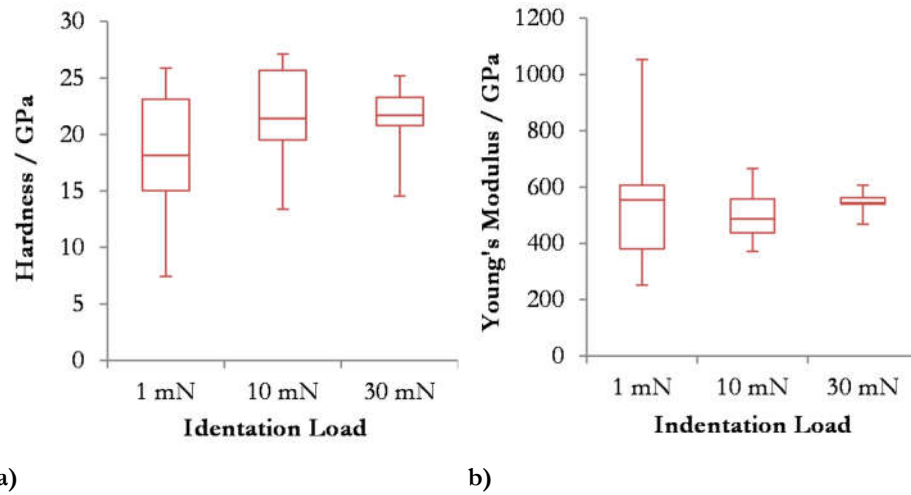 30
25
20
15
10
5
0
Hardness / GPa
1 mN 10 mN 30 mN
Identation Load
1200
1000
800
600
400
200
0
Young's Modulus / GPa
1 mN 10 mN 30 mN
Indentation Load
a) b)